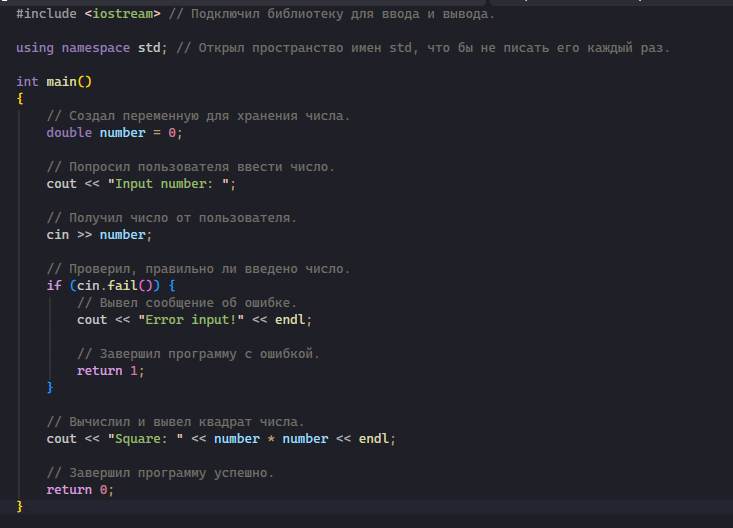 #include <iostream> // Подключил библиотеку для ввода и вывода.
using namespace std; // Открыл пространство имен std, что бы не писать его каждый раз.
int main()
{
// Создал переменную для хранения числа.
double number = 0;
// Попросил пользователя ввести число.
cout << "Input number: ";
// Получил число от пользователя.
cin >> number;
// Проверил, правильно ли введено число.
if (cin.fail()) {
// Вывел сообщение об ошибке.
cout << "Error input!" << endl;
// Завершил программу с ошибкой.
return 1;
}
// Вычислил и вывел квадрат числа.
cout << "Square: " << number * number << endl;
// Завершил программу успешно.
return 0;
}